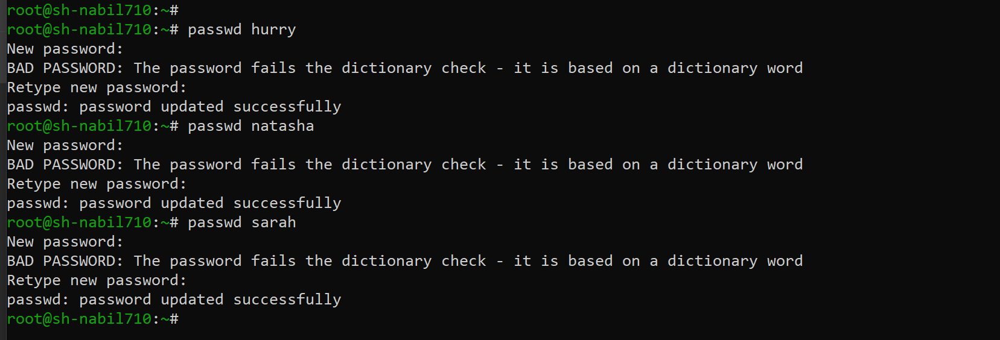 root@sh-nabil710:~#
root@sh-nabil710:~# passwd hurry
New password:
BAD PASSWORD: The password fails the dictionary check - it is based on a dictionary word
Retype new password:
passwd: password updated successfully
root@sh-nabil710:~# passwd natasha
New password:
BAD PASSWORD: The password fails the dictionary check - it is based on a dictionary word
Retype new password:
passwd: password updated successfully
root@sh-nabil710:~# passwd sarah
New password:
BAD PASSWORD: The password fails the dictionary check - it is based on a dictionary word
Retype new password:
passwd: password updated successfully
root@sh-nabil710:~#